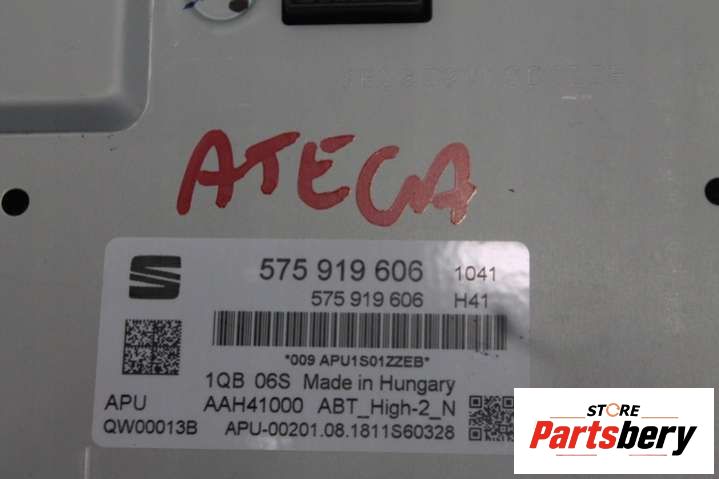 ATECA
575 919 606 1041
575 919 606 H41
*009 APU1S01ZZEB*
1QB 06S Made in Hungary
APU AAH41000 ABT_High-2_N
QW00013B APU-00201.08.1811S60328
STORE
Partsbery